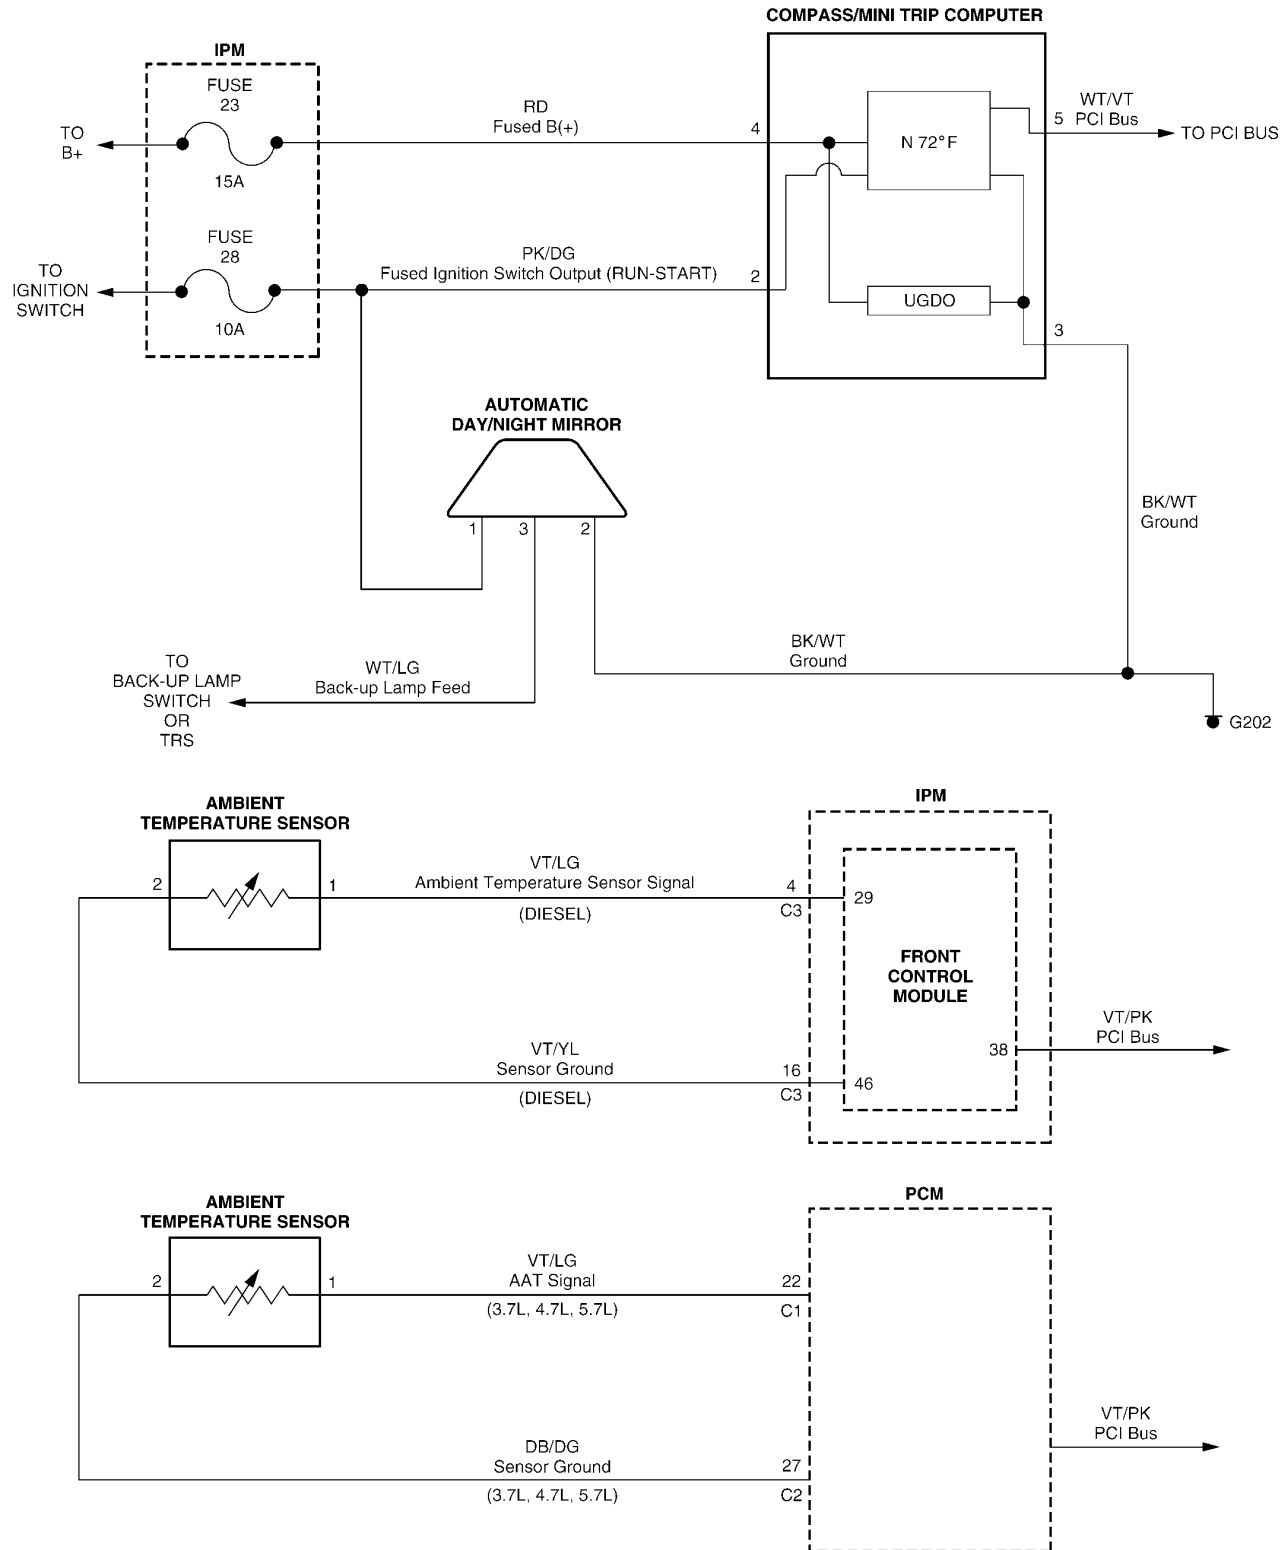 COMPASS/MINI TRIP COMPUTER
IPM
FUSE
23
15A
TO
B+
RD
Fused B(+)
4
N 72°F
5
WT/VT
PCI Bus
TO PCI BUS
FUSE
28
10A
TO
IGNITION
SWITCH
PK/DG
Fused Ignition Switch Output (RUN-START)
2
UGDO
3
AUTOMATIC
DAY/NIGHT MIRROR
1
3
2
BK/WT
Ground
BK/WT
Ground
TO
BACK-UP LAMP
SWITCH
OR
TRS
WT/LG
Back-up Lamp Feed
G202
AMBIENT
TEMPERATURE SENSOR
2
1
VT/LG
Ambient Temperature Sensor Signal
(DIESEL)
4
C3
IPM
29
FRONT
CONTROL
MODULE
38
VT/PK
PCI Bus
VT/YL
Sensor Ground
(DIESEL)
16
C3
46
AMBIENT
TEMPERATURE SENSOR
2
1
VT/LG
AAT Signal
(3.7L, 4.7L, 5.7L)
22
C1
PCM
VT/PK
PCI Bus
DB/DG
Sensor Ground
(3.7L, 4.7L, 5.7L)
27
C2